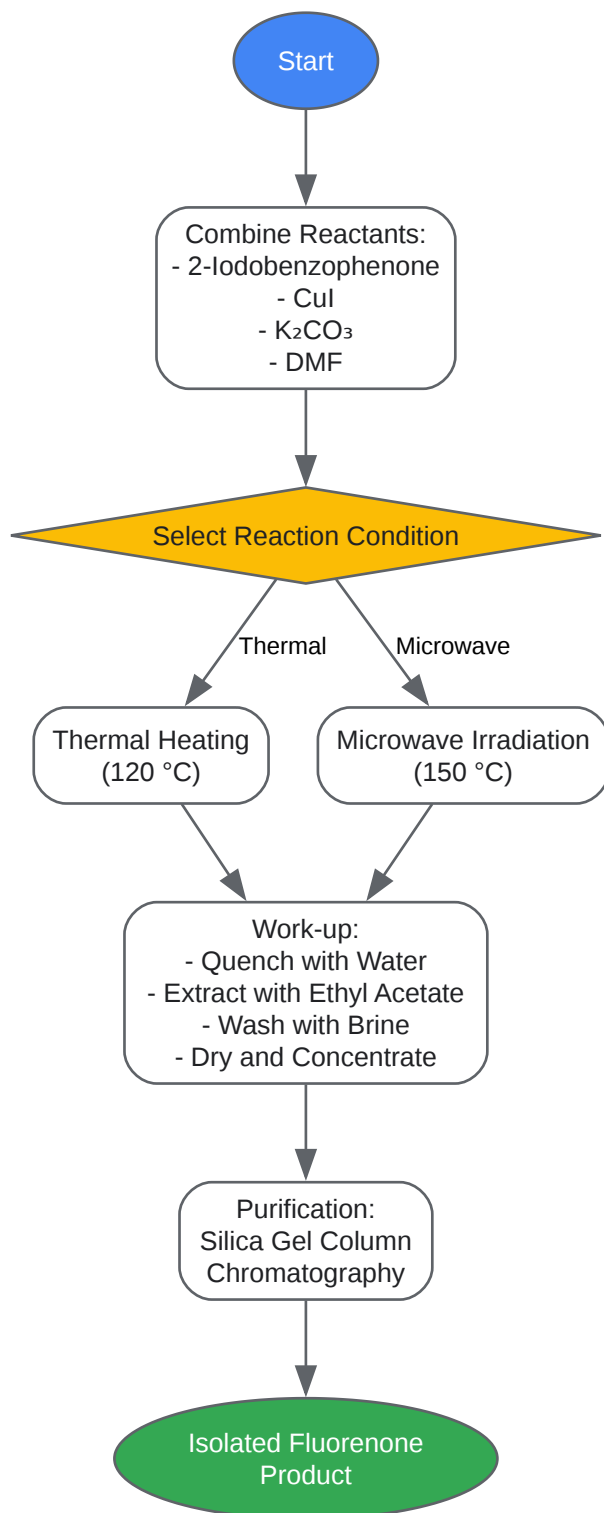 Start
Combine Reactants:
- 2-Iodobenzophenone
- CuI
- K₂CO₃
- DMF
Select Reaction Condition
Thermal
Microwave
Thermal Heating
(120 °C)
Microwave Irradiation
(150 °C)
Work-up:
- Quench with Water
- Extract with Ethyl Acetate
- Wash with Brine
- Dry and Concentrate
Purification:
Silica Gel Column
Chromatography
Isolated Fluorenone
Product